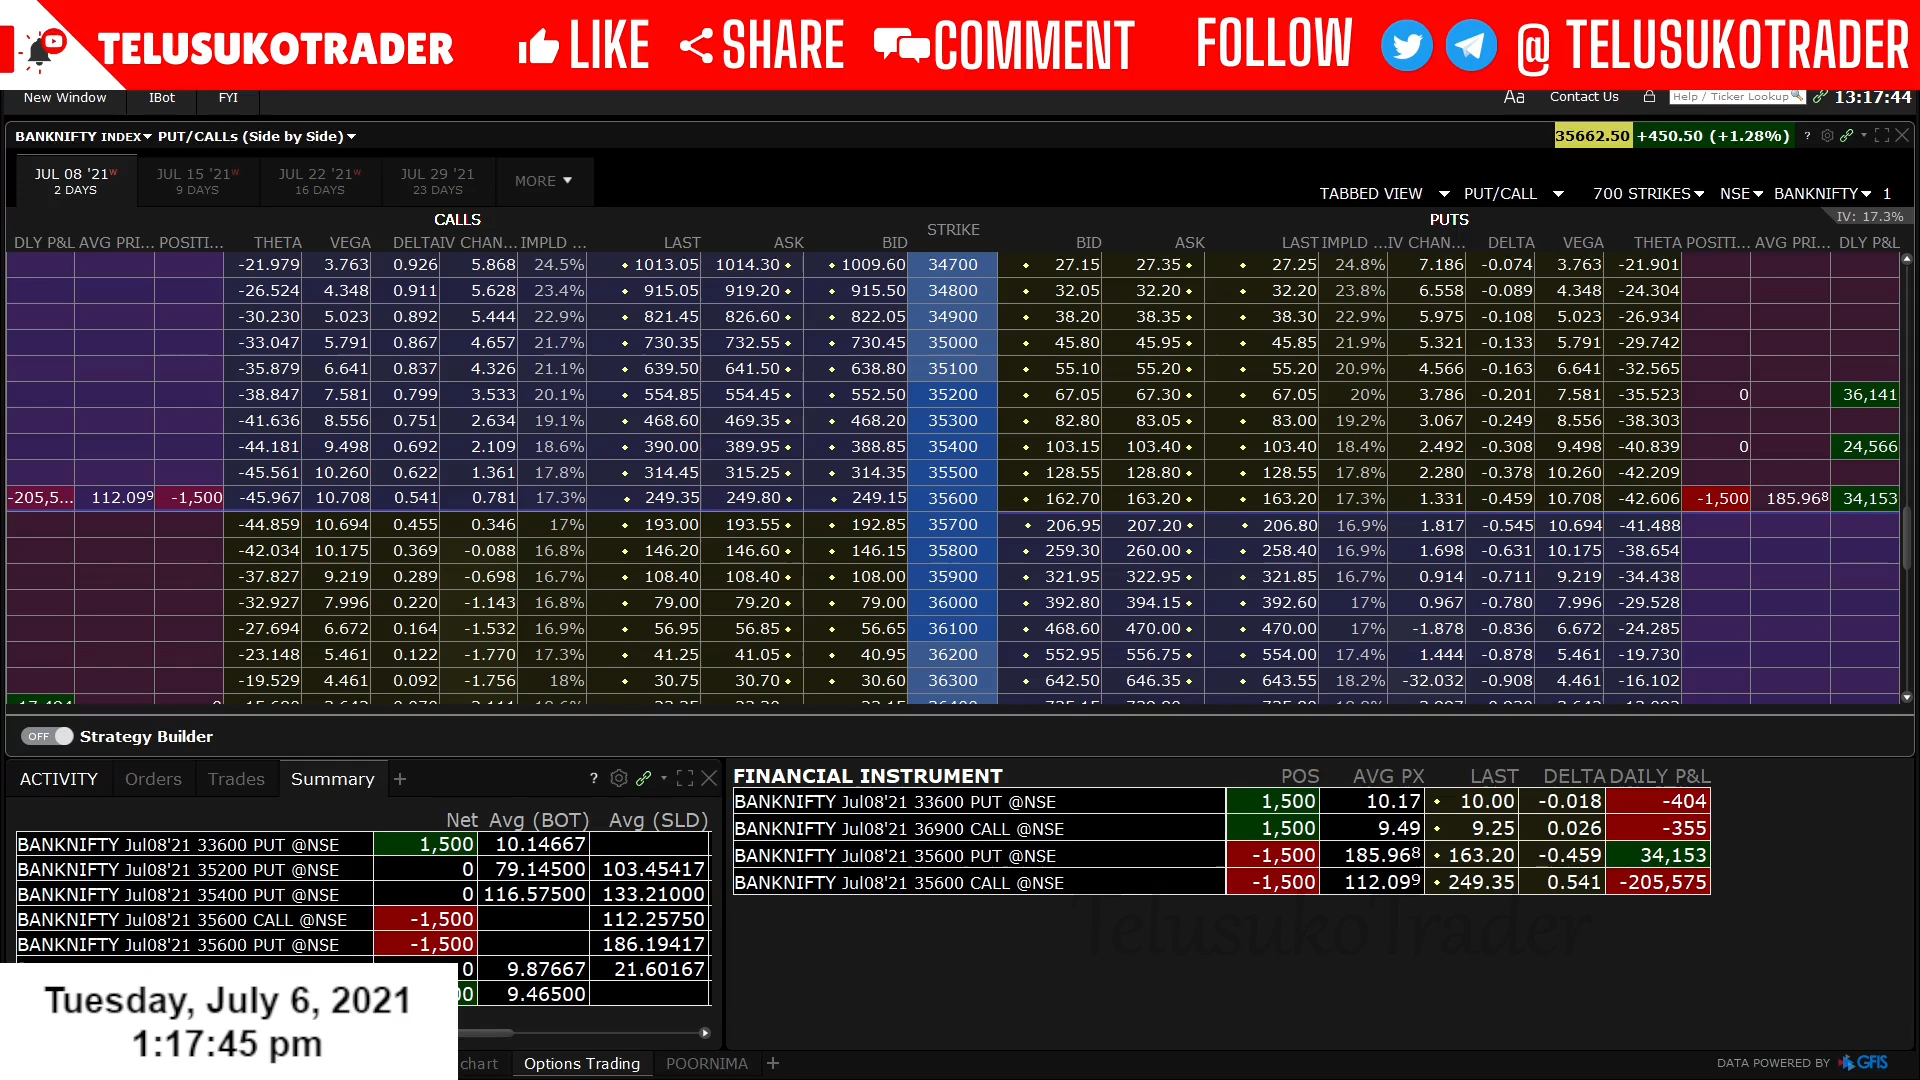 TELUSUKOTRADER LIKE SHARE COMMENT FOLLOW @ TELUSUKOTRADER
New Window IBot FYI Aa Contact Us Help / Ticker Lookup 13:17:44
BANKNIFTY INDEX PUT/CALLs (Side by Side) 35662.50 +450.50 (+1.28%) ?
JUL 08 '21 W JUL 15 '21 W JUL 22 '21 W JUL 29 '21 MORE
2 DAYS 9 DAYS 16 DAYS 23 DAYS
TABBED VIEW PUT/CALL 700 STRIKES NSE BANKNIFTY 1
CALLS STRIKE PUTS IV: 17.3%
DLY P&L AVG PRI... POSITI... THETA VEGA DELTA IV CHAN... IMPLD ... LAST ASK BID BID ASK LAST IMPLD ... IV CHAN... DELTA VEGA THETA POSITI... AVG PRI... DLY P&L
-21.979 3.763 0.926 5.868 24.5% 1013.05 1014.30 1009.60 34700 27.15 27.35 27.25 24.8% 7.186 -0.074 3.763 -21.901
-26.524 4.348 0.911 5.628 23.4% 915.05 919.20 915.50 34800 32.05 32.20 32.20 23.8% 6.558 -0.089 4.348 -24.304
-30.230 5.023 0.892 5.444 22.9% 821.45 826.60 822.05 34900 38.20 38.35 38.30 22.9% 5.975 -0.108 5.023 -26.934
-33.047 5.791 0.867 4.657 21.7% 730.35 732.55 730.45 35000 45.80 45.95 45.85 21.9% 5.321 -0.133 5.791 -29.742
-35.879 6.641 0.837 4.326 21.1% 639.50 641.50 638.80 35100 55.10 55.20 55.20 20.9% 4.566 -0.163 6.641 -32.565
-38.847 7.581 0.799 3.533 20.1% 554.85 554.45 552.50 35200 67.05 67.30 67.05 20% 3.786 -0.201 7.581 -35.523 0 36,141
-41.636 8.556 0.751 2.634 19.1% 468.60 469.35 468.20 35300 82.80 83.05 83.00 19.2% 3.067 -0.249 8.556 -38.303
-44.181 9.498 0.692 2.109 18.6% 390.00 389.95 388.85 35400 103.15 103.40 103.40 18.4% 2.492 -0.308 9.498 -40.839 0 24,566
-45.561 10.260 0.622 1.361 17.8% 314.45 315.25 314.35 35500 128.55 128.80 128.55 17.8% 2.280 -0.378 10.260 -42.209
-205,5... 112.099 -1,500 -45.967 10.708 0.541 0.781 17.3% 249.35 249.80 249.15 35600 162.70 163.20 163.20 17.3% 1.331 -0.459 10.708 -42.606 -1,500 185.968 34,153
-44.859 10.694 0.455 0.346 17% 193.00 193.55 192.85 35700 206.95 207.20 206.80 16.9% 1.817 -0.545 10.694 -41.488
-42.034 10.175 0.369 -0.088 16.8% 146.20 146.60 146.15 35800 259.30 260.00 258.40 16.9% 1.698 -0.631 10.175 -38.654
-37.827 9.219 0.289 -0.698 16.7% 108.40 108.40 108.00 35900 321.95 322.95 321.85 16.7% 0.914 -0.711 9.219 -34.438
-32.927 7.996 0.220 -1.143 16.8% 79.00 79.20 79.00 36000 392.80 394.15 392.60 17% 0.967 -0.780 7.996 -29.528
-27.694 6.672 0.164 -1.532 16.9% 56.95 56.85 56.65 36100 468.60 470.00 470.00 17% -1.878 -0.836 6.672 -24.285
-23.148 5.461 0.122 -1.770 17.3% 41.25 41.05 40.95 36200 552.95 556.75 554.00 17.4% 1.444 -0.878 5.461 -19.730
-19.529 4.461 0.092 -1.756 18% 30.75 30.70 30.60 36300 642.50 646.35 643.55 18.2% -32.032 -0.908 4.461 -16.102
OFF Strategy Builder
ACTIVITY Orders Trades Summary + ?
Net Avg (BOT) Avg (SLD)
BANKNIFTY Jul08'21 33600 PUT @NSE 1,500 10.14667
BANKNIFTY Jul08'21 35200 PUT @NSE 0 79.14500 103.45417
BANKNIFTY Jul08'21 35400 PUT @NSE 0 116.57500 133.21000
BANKNIFTY Jul08'21 35600 CALL @NSE -1,500 112.25750
BANKNIFTY Jul08'21 35600 PUT @NSE -1,500 186.19417
0 9.87667 21.60167
9.46500
FINANCIAL INSTRUMENT POS AVG PX LAST DELTA DAILY P&L
BANKNIFTY Jul08'21 33600 PUT @NSE 1,500 10.17 10.00 -0.018 -404
BANKNIFTY Jul08'21 36900 CALL @NSE 1,500 9.49 9.25 0.026 -355
BANKNIFTY Jul08'21 35600 PUT @NSE -1,500 185.968 163.20 -0.459 34,153
BANKNIFTY Jul08'21 35600 CALL @NSE -1,500 112.099 249.35 0.541 -205,575
TelusukoTrader
Tuesday, July 6, 2021
1:17:45 pm
chart Options Trading POORNIMA + DATA POWERED BY GFIS